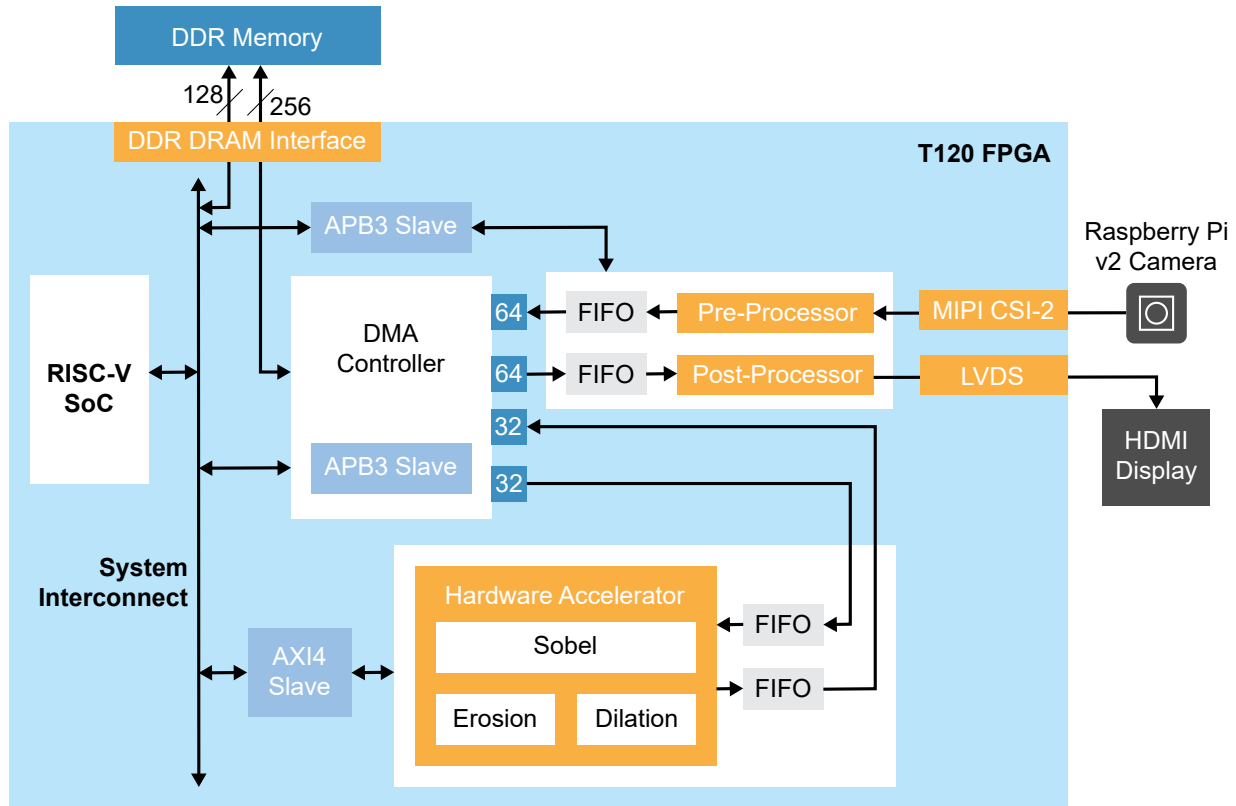 DDR Memory
128
256
DDR DRAM Interface
T120 FPGA
APB3 Slave
Raspberry Pi
v2 Camera
64
FIFO
Pre-Processor
MIPI CSI-2
DMA
Controller
RISC-V
SoC
64
FIFO
Post-Processor
LVDS
32
HDMI
Display
APB3 Slave
32
System
Interconnect
Hardware Accelerator
FIFO
Sobel
AXI4
Slave
FIFO
Erosion
Dilation